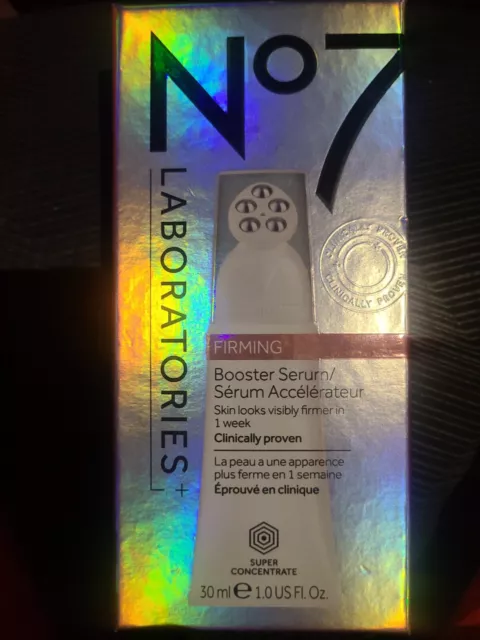 No7
LABORATORIES+
CLINICALLY PROVEN
CLINICALLY PROVEN
FIRMING
Booster Serum/
Sérum Accélérateur
Skin looks visibly firmer in
1 week
Clinically proven
La peau a une apparence
plus ferme en 1 semaine
Éprouvé en clinique
SUPER
CONCENTRATE
30 ml e 1.0 US Fl. Oz.